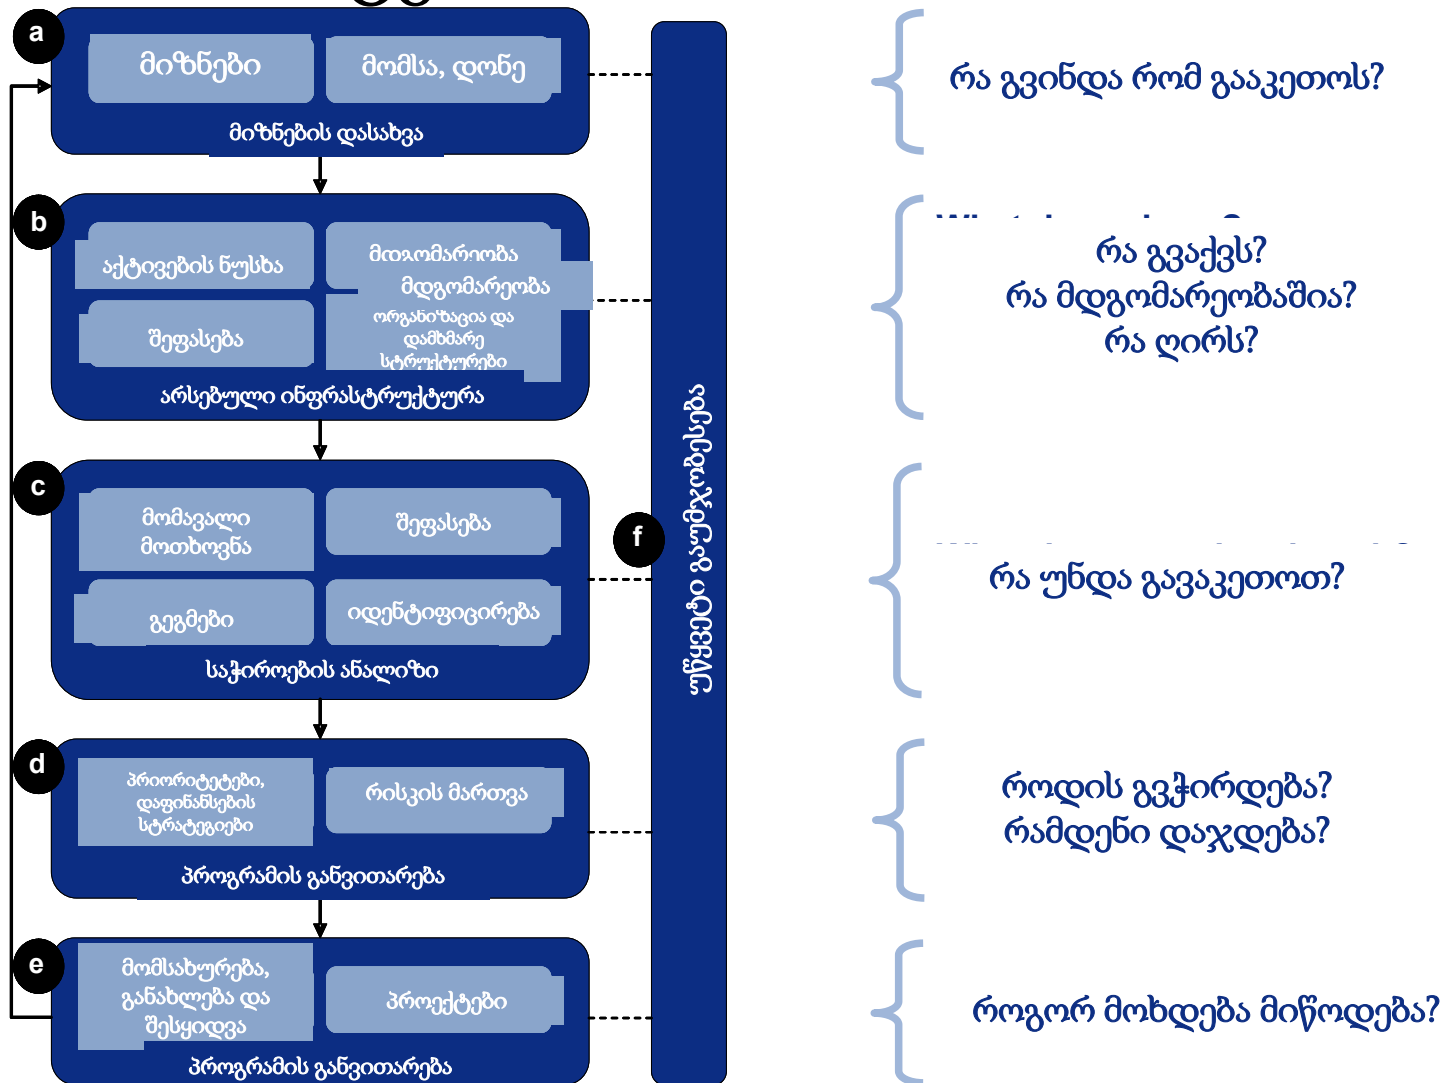 a
მიზნები
მომსა, დონე
მიზნების დასახვა
რა გვინდა რომ გააკეთოს?
b
აქტივების ნუსხა
მდგომარეობა
მდგომარეობა
შეფასება
ორგანიზაცია და
დამხმარე
სტრუქტურები
არსებული ინფრასტრუქტურა
რა გვაქვს?
რა მდგომარეობაშია?
რა ღირს?
c
მომავალი
მოთხოვნა
შეფასება
გეგმები
იდენტიფიცირება
საჭიროების ანალიზი
f
უწყვეტი გაუმჯობესება
რა უნდა გავაკეთოთ?
d
პრიორიტეტები,
დაფინანსების
სტრატეგიები
რისკის მართვა
პროგრამის განვითარება
როდის გვჭირდება?
რამდენი დაჯდება?
e
მომსახურება,
განახლება და
შესყიდვა
პროექტები
პროგრამის განვითარება
როგორ მოხდება მიწოდება?